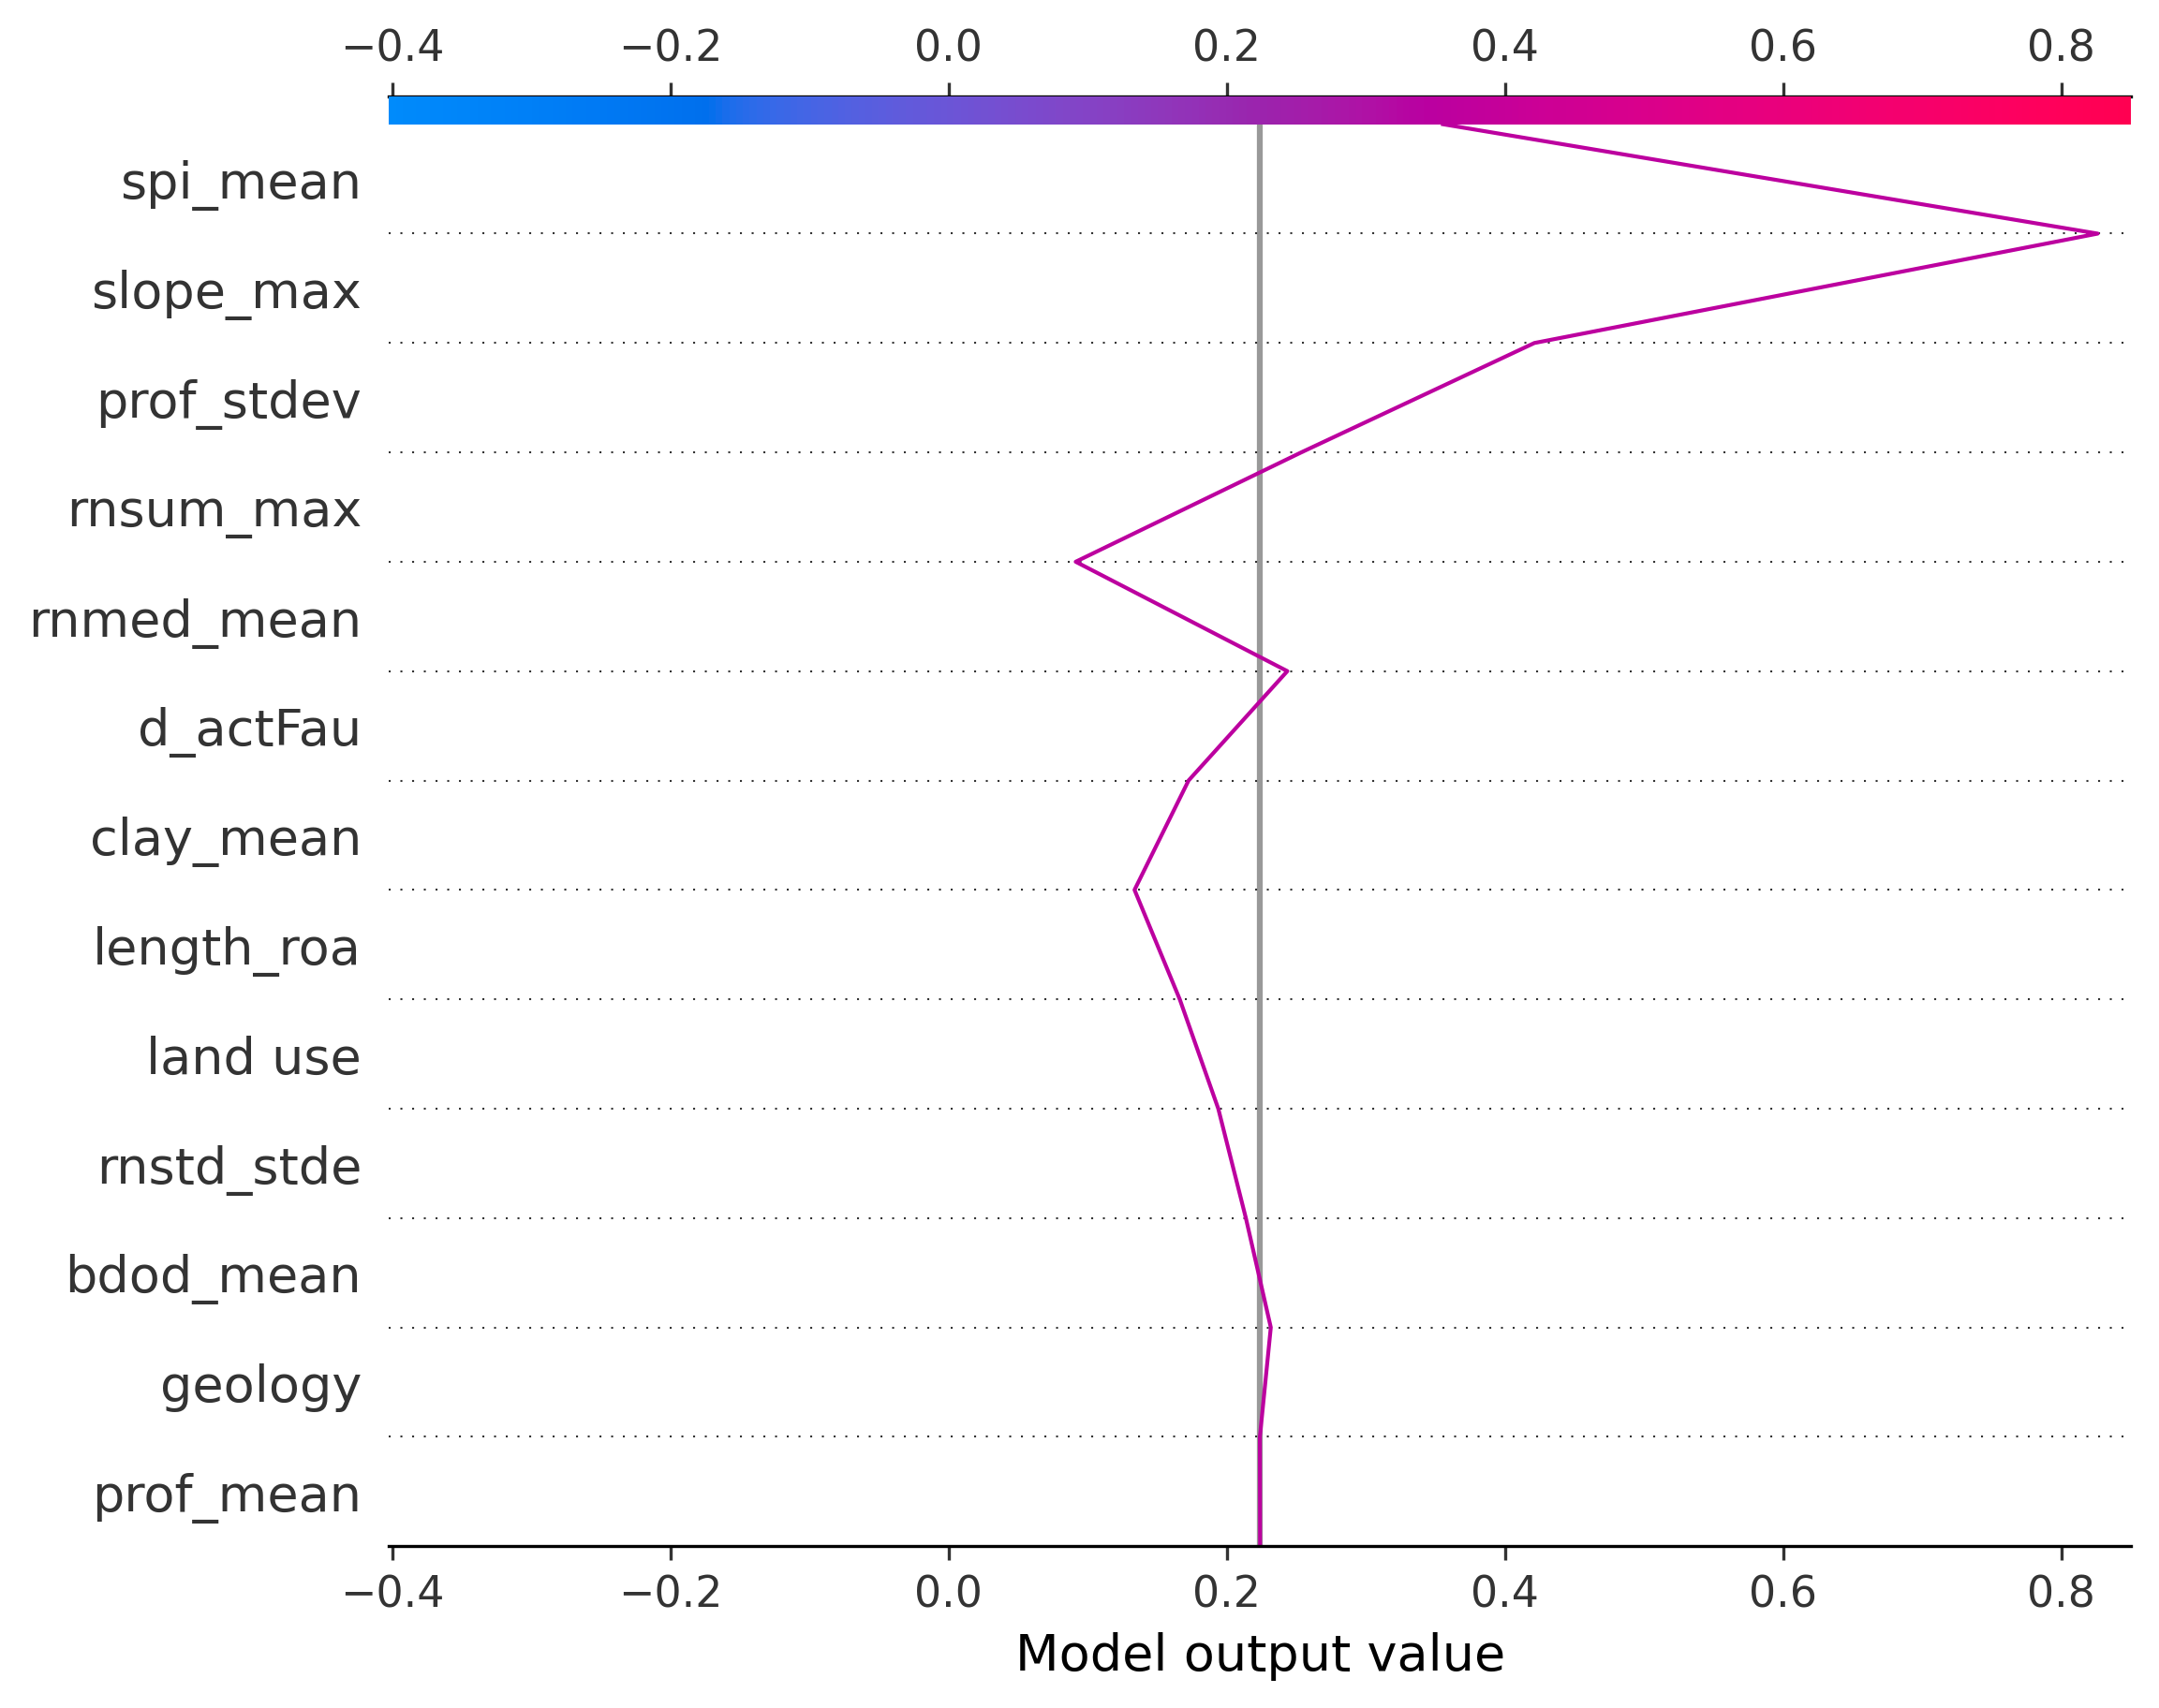 −0.4 −0.2 0.0 0.2 0.4 0.6 0.8
spi_mean
slope_max
prof_stdev
rnsum_max
rnmed_mean
d_actFau
clay_mean
length_roa
land use
rnstd_stde
bdod_mean
geology
prof_mean
−0.4 −0.2 0.0 0.2 0.4 0.6 0.8
Model output value